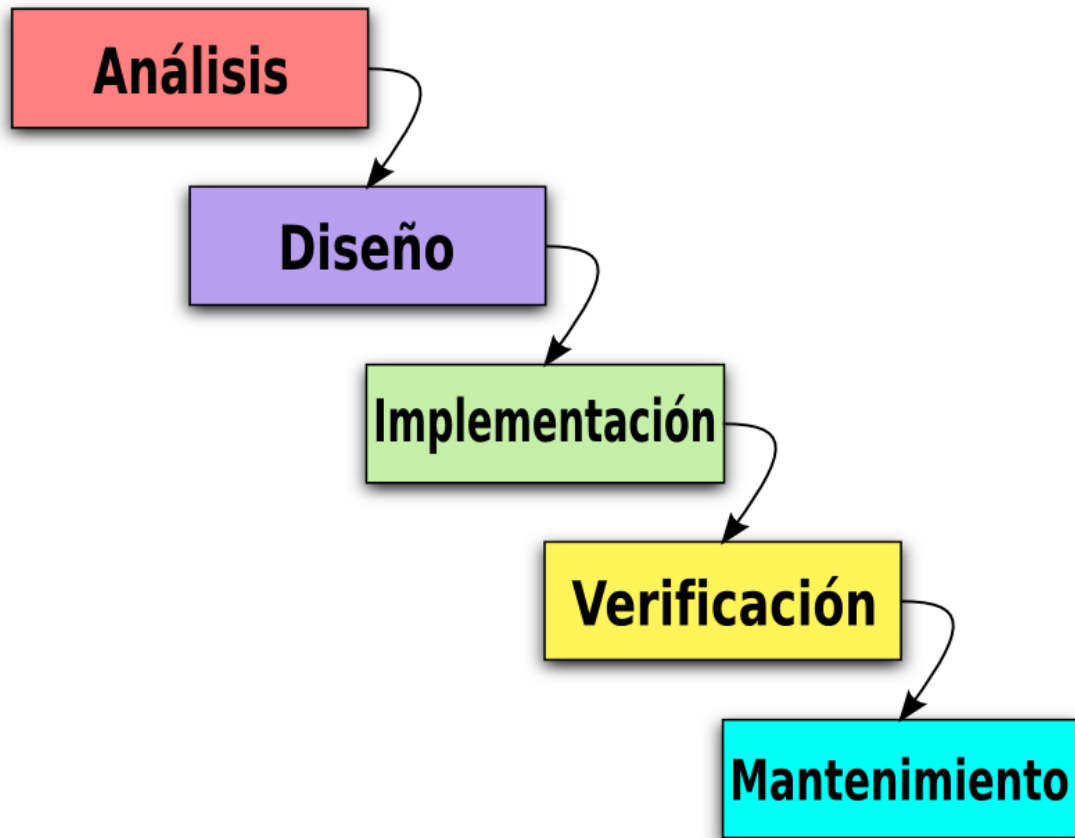 Análisis
Diseño
Implementación
Verificación
Mantenimiento